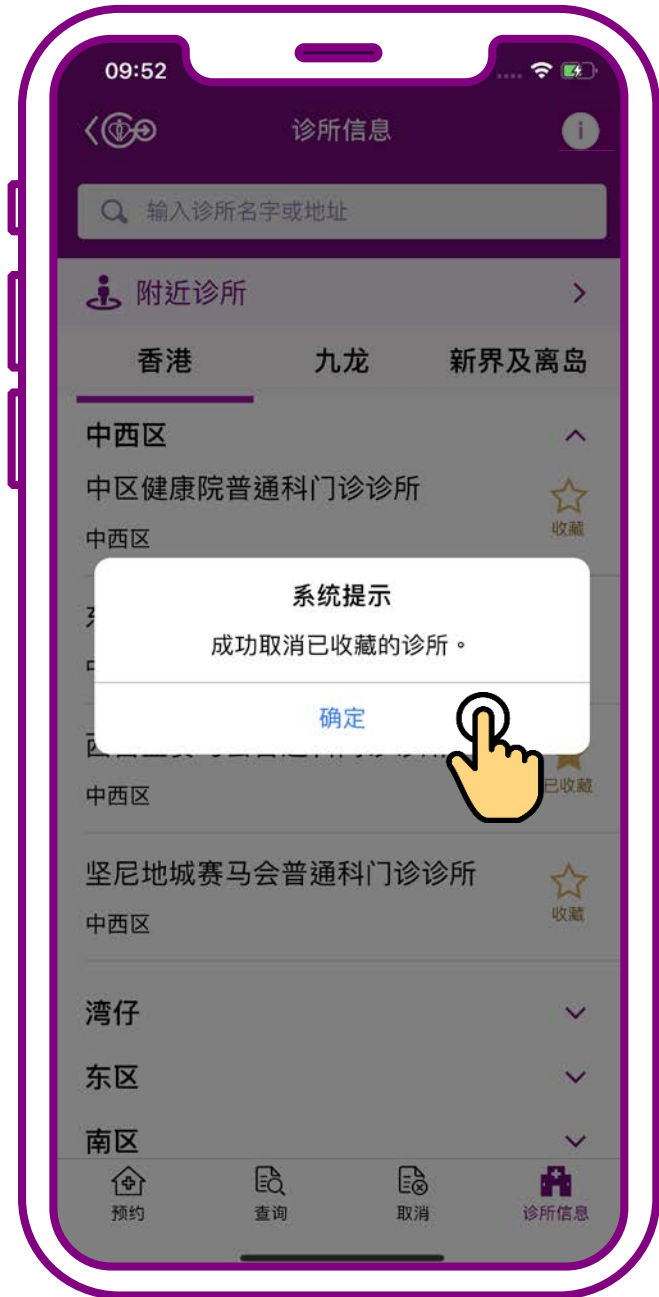 09:52
诊所信息
i
输入诊所名字或地址
附近诊所
香港 九龙 新界及离岛
中西区
中区健康院普通科门诊诊所
收藏
中西区
系统提示
成功取消已收藏的诊所。
确定
已收藏
中西区
坚尼地城赛马会普通科门诊诊所
收藏
中西区
湾仔
东区
南区
预约 查询 取消 诊所信息